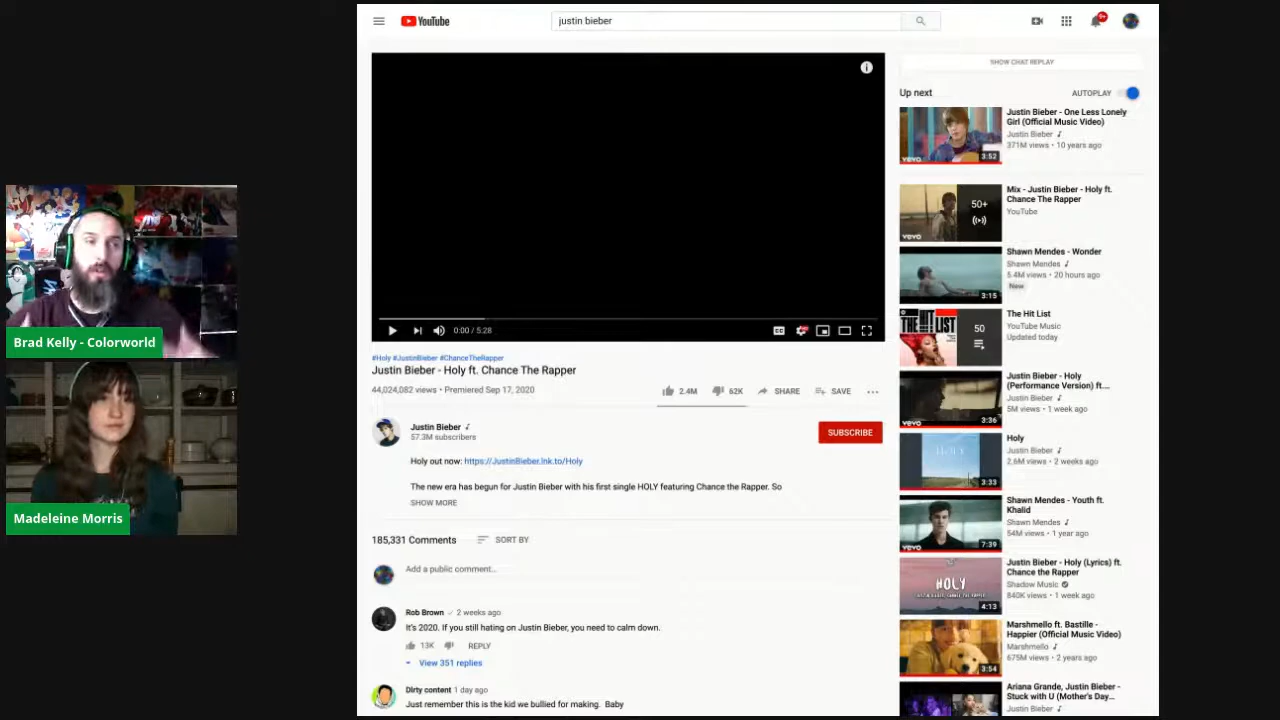 YouTube
justin bieber
9+
SHOW CHAT REPLAY
Up next
AUTOPLAY
Justin Bieber - One Less Lonely
Girl (Official Music Video)
Justin Bieber
371M views • 10 years ago
vevo
3:52
Mix - Justin Bieber - Holy ft.
Chance The Rapper
YouTube
50+
vevo
Shawn Mendes - Wonder
Shawn Mendes
5.4M views • 20 hours ago
New
3:15
The Hit List
YouTube Music
Updated today
THE HIT LIST
50
Justin Bieber - Holy
(Performance Version) ft....
Justin Bieber
5M views • 1 week ago
vevo
3:36
Holy
Justin Bieber
2.6M views • 2 weeks ago
HOLY
3:33
Shawn Mendes - Youth ft.
Khalid
Shawn Mendes
54M views • 1 year ago
vevo
7:39
Justin Bieber - Holy (Lyrics) ft.
Chance the Rapper
Shadow Music
840K views • 1 week ago
HOLY
4:13
Marshmello ft. Bastille -
Happier (Official Music Video)
Marshmello
675M views • 2 years ago
3:54
Ariana Grande, Justin Bieber -
Stuck with U (Mother's Day...
Justin Bieber
0:00 / 5:28
CC
#Holy #JustinBieber #ChanceTheRapper
Justin Bieber - Holy ft. Chance The Rapper
44,024,082 views • Premiered Sep 17, 2020
2.4M
62K
SHARE
SAVE
Justin Bieber
57.3M subscribers
SUBSCRIBE
Holy out now: https://JustinBieber.lnk.to/Holy
The new era has begun for Justin Bieber with his first single HOLY featuring Chance the Rapper. So
SHOW MORE
185,331 Comments
SORT BY
Add a public comment...
Rob Brown 2 weeks ago
It's 2020. If you still hating on Justin Bieber, you need to calm down.
13K
REPLY
View 351 replies
Dirty content 1 day ago
Just remember this is the kid we bullied for making. Baby
Brad Kelly - Colorworld
Madeleine Morris